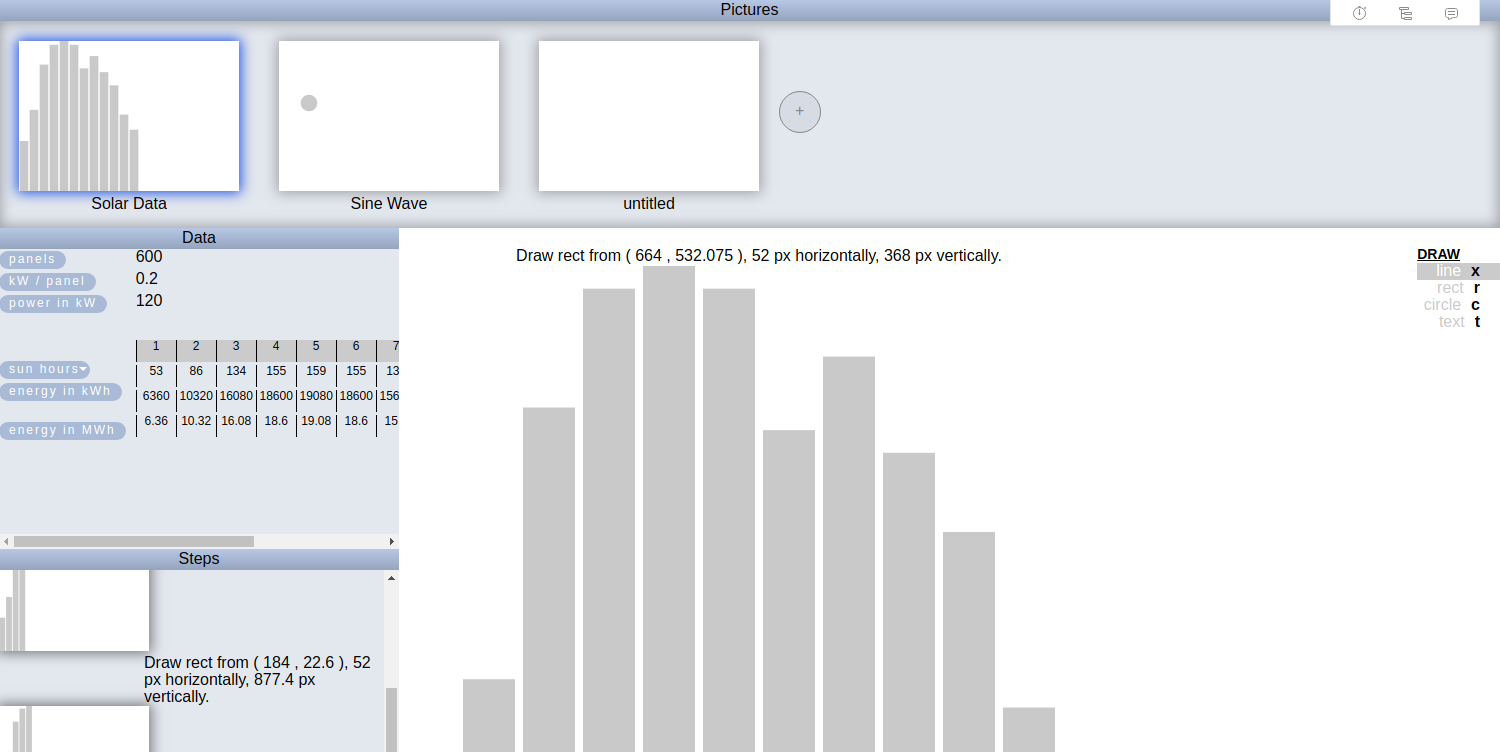 Pictures
+
Solar Data
Sine Wave
untitled
Data
panels 600
kW / panel 0.2
power in kW 120
1 2 3 4 5 6 7
sun hours 53 86 134 155 159 155 13
energy in kWh 6360 10320 16080 18600 19080 18600 156
energy in MWh 6.36 10.32 16.08 18.6 19.08 18.6 15
Steps
Draw rect from ( 184 , 22.6 ), 52
px horizontally, 877.4 px
vertically.
Draw rect from ( 664 , 532.075 ), 52 px horizontally, 368 px vertically.
DRAW
line x
rect r
circle c
text t